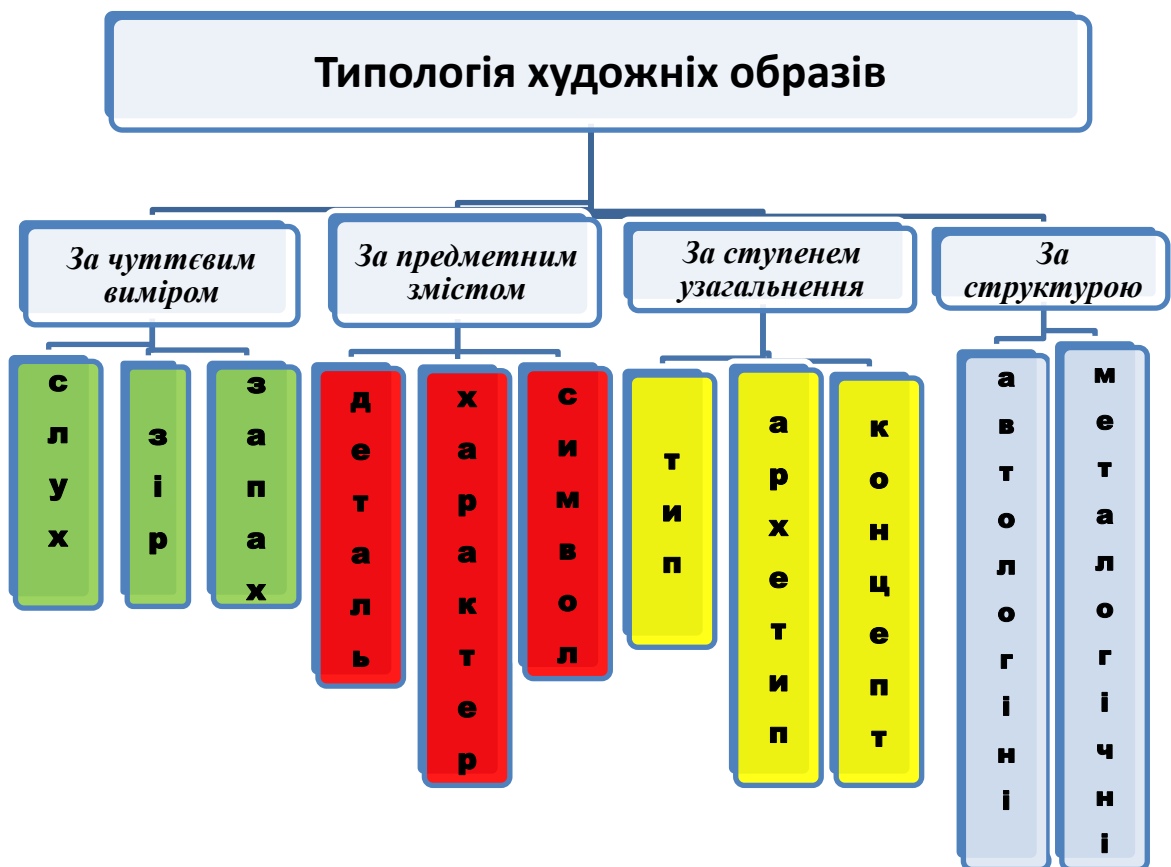 Типологія художніх образів
За чуттєвим
виміром
За предметним
змістом
За ступенем
узагальнення
За
структурою
слух
зір
запах
деталь
характер
символ
тип
архетип
концепт
автологіні
металогічні